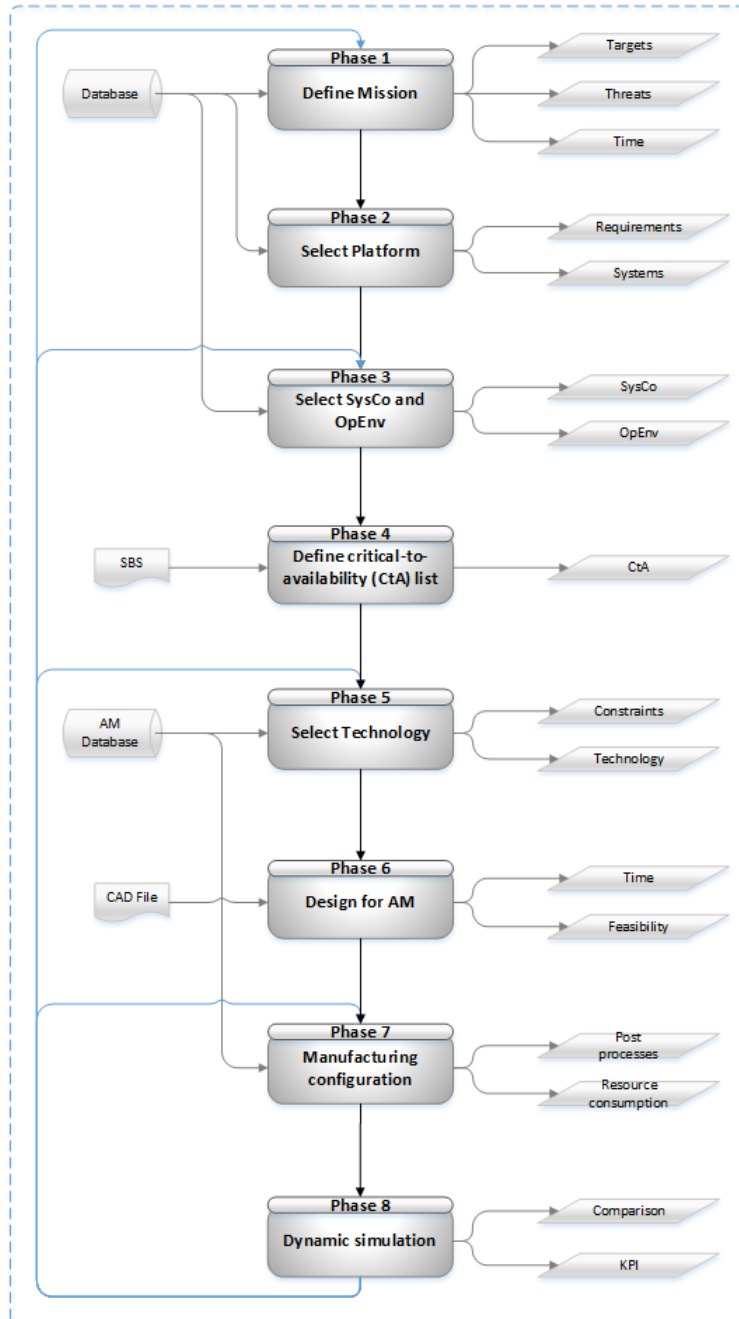 Phase 1
Define Mission
Database
Targets
Threats
Time
Phase 2
Select Platform
Requirements
Systems
Phase 3
Select SysCo and
OpEnv
SysCo
OpEnv
Phase 4
Define critical-to-
availability (CtA) list
SBS
CtA
Phase 5
Select Technology
AM
Database
Constraints
Technology
Phase 6
Design for AM
CAD File
Time
Feasibility
Phase 7
Manufacturing
configuration
Post
processes
Resource
consumption
Phase 8
Dynamic simulation
Comparison
KPI